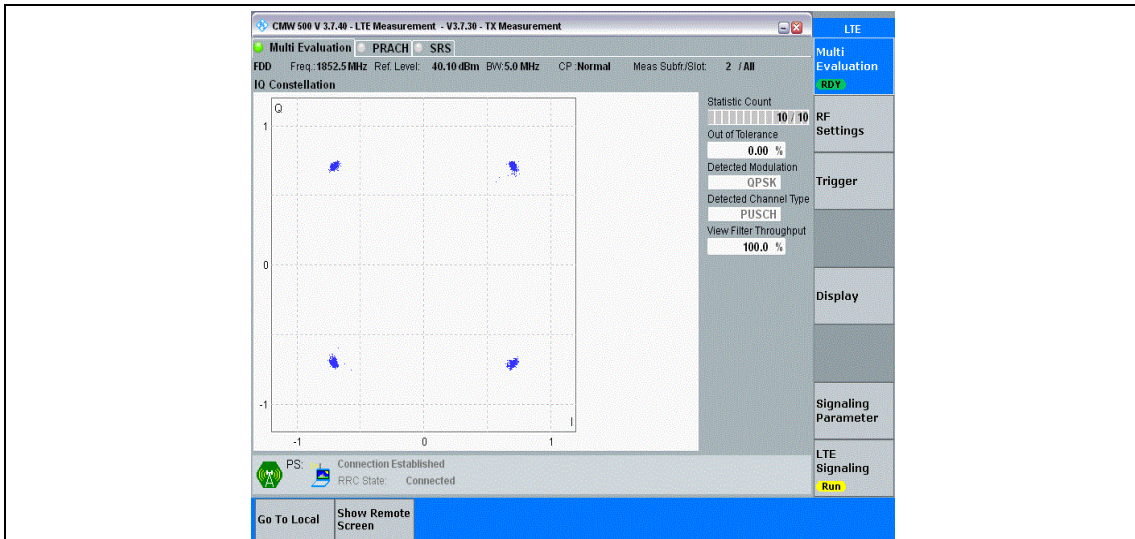 CMW 500 V 3.7.40 - LTE Measurement - V3.7.30 - TX Measurement
LTE
Multi Evaluation PRACH SRS
FDD Freq.:1852.5 MHz Ref. Level: 40.10 dBm BW:5.0 MHz CP :Normal Meas Subfr./Slot: 2 / All
IQ Constellation
Q
1
0
-1
-1 0 1
I
Statistic Count
10 / 10
Out of Tolerance
0.00 %
Detected Modulation
QPSK
Detected Channel Type
PUSCH
View Filter Throughput
100.0 %
Multi
Evaluation
RDY
RF
Settings
Trigger
Display
Signaling
Parameter
LTE
Signaling
Run
PS: Connection Established
RRC State: Connected
Go To Local
Show Remote
Screen